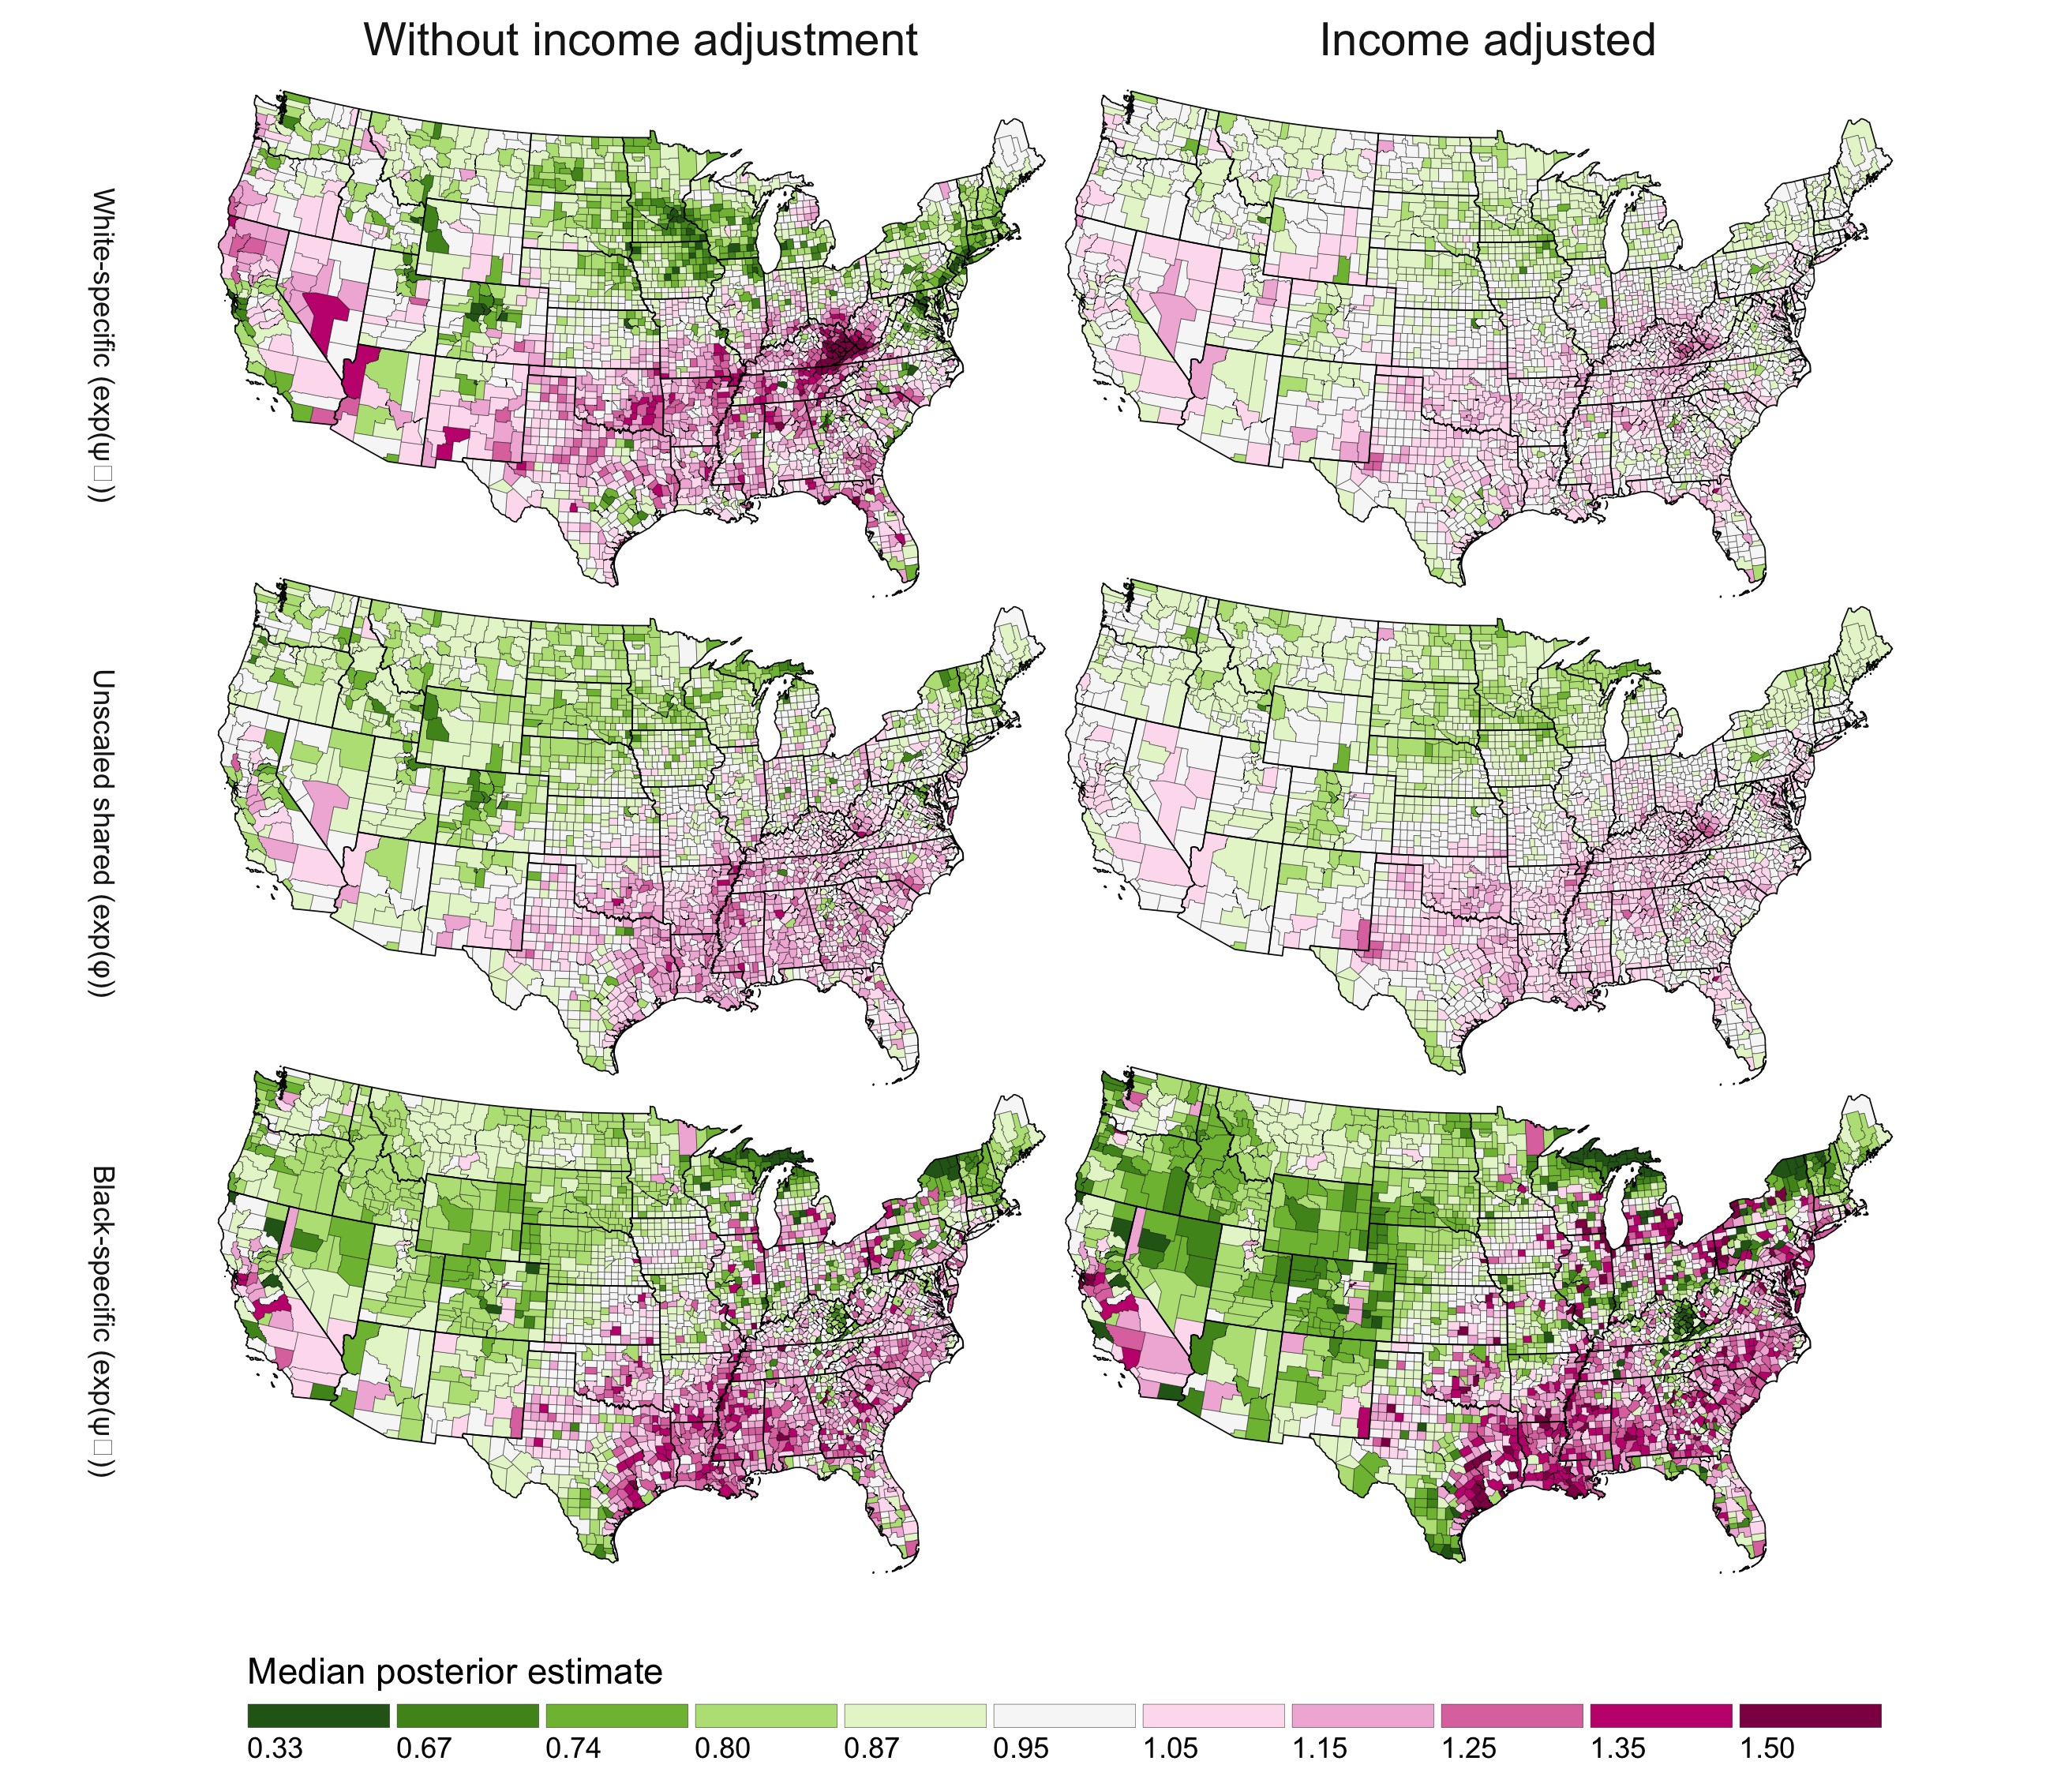 Without income adjustment
Income adjusted
White-specific (exp(ψ□))
Unscaled shared (exp(φ))
Black-specific (exp(ψ□))
Median posterior estimate
0.33 0.67 0.74 0.80 0.87 0.95 1.05 1.15 1.25 1.35 1.50